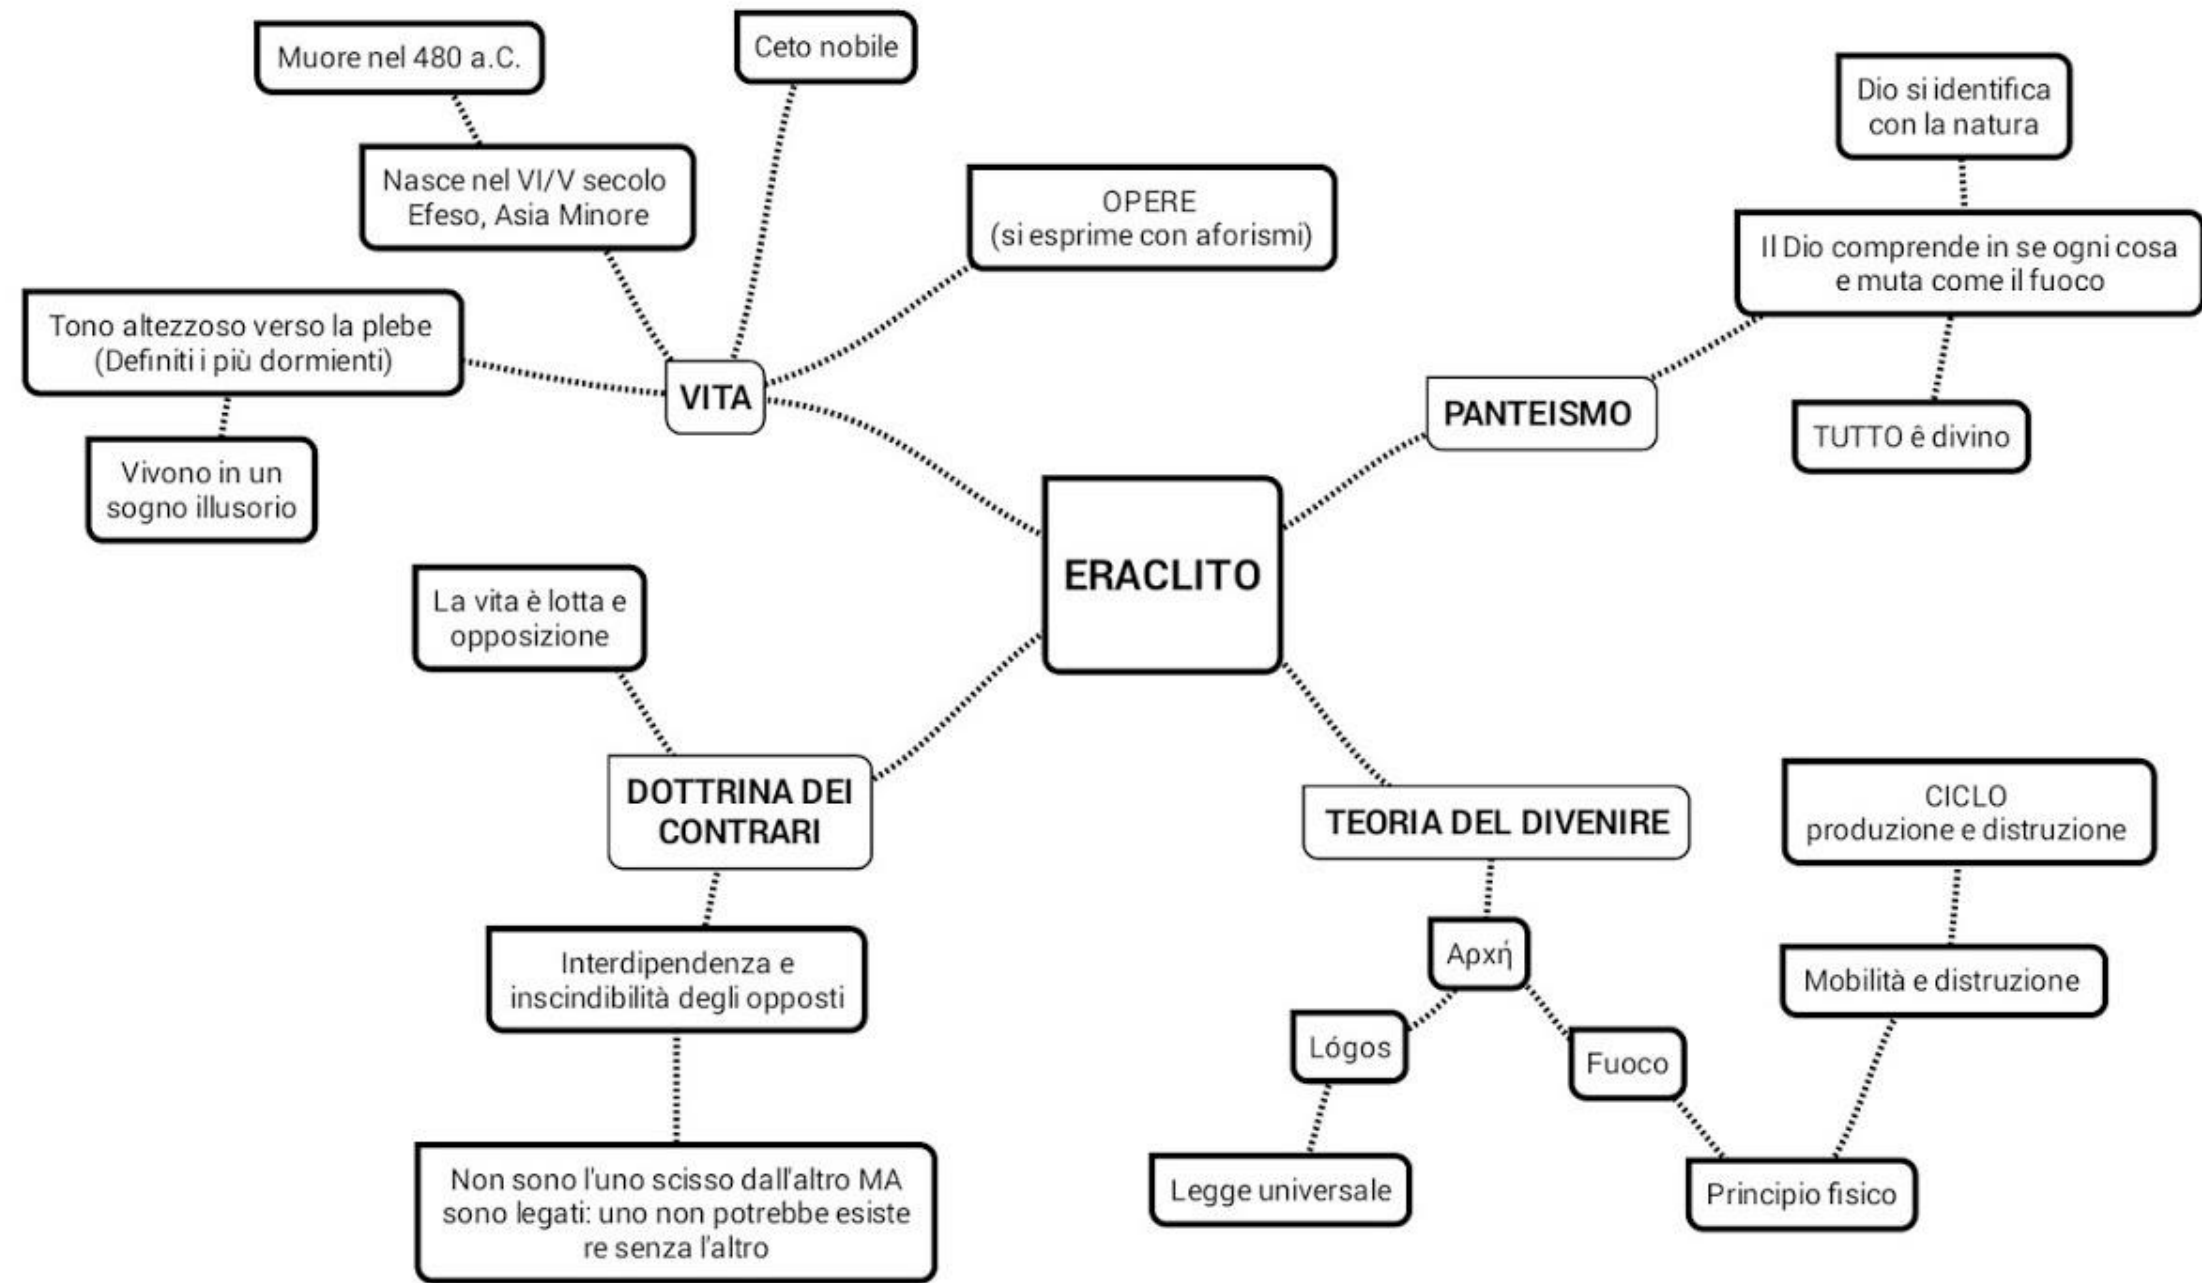 Muore nel 480 a.C.
Ceto nobile
Nasce nel VI/V secolo
Efeso, Asia Minore
OPERE
(si esprime con aforismi)
Tono altezzoso verso la plebe
(Definiti i più dormienti)
VITA
Vivono in un
sogno illusorio
Dio si identifica
con la natura
Il Dio comprende in se ogni cosa
e muta come il fuoco
PANTEISMO
TUTTO ê divino
ERACLITO
La vita è lotta e
opposizione
DOTTRINA DEI
CONTRARI
Interdipendenza e
inscindibilità degli opposti
Non sono l'uno scisso dall'altro MA
sono legati: uno non potrebbe esiste
re senza l'altro
TEORIA DEL DIVENIRE
Αρχή
Lógos
Legge universale
Fuoco
Principio fisico
Mobilità e distruzione
CICLO
produzione e distruzione